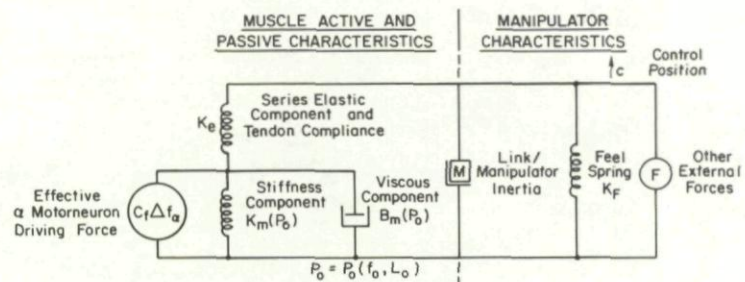 MUSCLE ACTIVE AND
PASSIVE CHARACTERISTICS
MANIPULATOR
CHARACTERISTICS
c
Control
Position
Series Elastic
Component and
Tendon Compliance
Ke
Effective
α Motorneuron
Driving Force
CfΔfα
Stiffness
Component
Km(Po)
Viscous
Component
Bm(Po)
M
Link/
Manipulator
Inertia
Feel
Spring
KF
F
Other
External
Forces
Po = Po(fo, Lo)